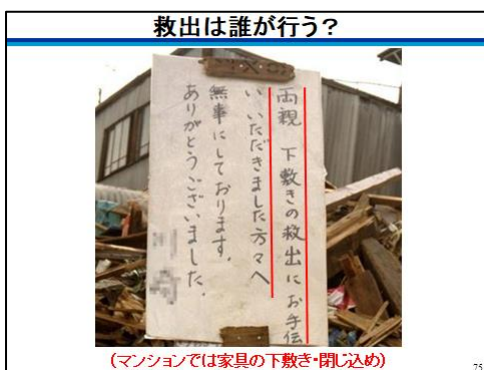 救出は誰が行う?
両親 下敷きの救出にお手伝
い いただきました方々へ
無事にしております。
ありがとうございました。
(マンションでは家具の下敷き・閉じ込め)
75